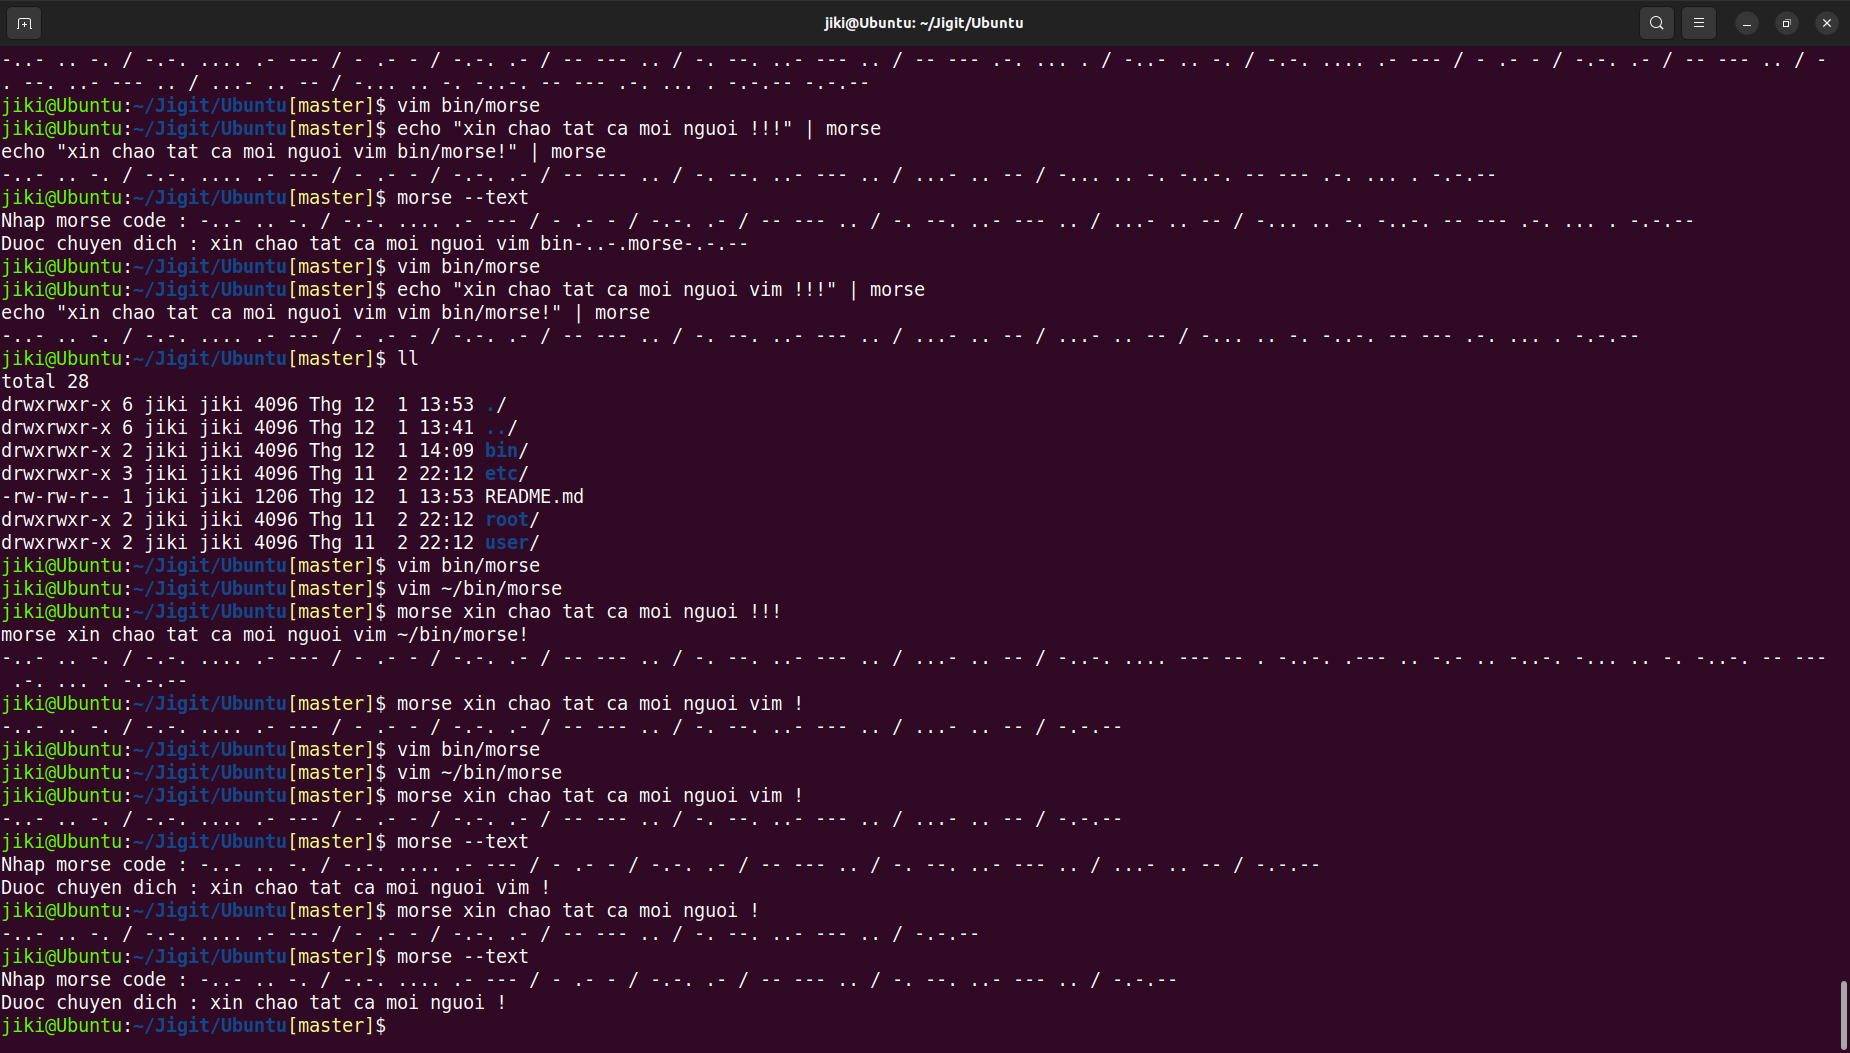 jiki@Ubuntu: ~/Jigit/Ubuntu
-..- .. -. / -.-. .... .- --- / - .- - / -.-. .- / -- --- .. / -. --. ..- --- .. / -- --- .-. ... . / -..- .. -. / -.-. .... .- --- / - .- - / -.-. .- / -- --- .. / -
. --. ..- --- .. / ...- .. -- / -... .. -. -..-. -- --- .-. ... . -.-.-- -.-.--
jiki@Ubuntu:~/Jigit/Ubuntu[master]$ vim bin/morse
jiki@Ubuntu:~/Jigit/Ubuntu[master]$ echo "xin chao tat ca moi nguoi !!!" | morse
echo "xin chao tat ca moi nguoi vim bin/morse!" | morse
-..- .. -. / -.-. .... .- --- / - .- - / -.-. .- / -- --- .. / -. --. ..- --- .. / ...- .. -- / -... .. -. -..-. -- --- .-. ... . -.-.--
jiki@Ubuntu:~/Jigit/Ubuntu[master]$ morse --text
Nhap morse code : -..- .. -. / -.-. .... .- --- / - .- - / -.-. .- / -- --- .. / -. --. ..- --- .. / ...- .. -- / -... .. -. -..-. -- --- .-. ... . -.-.--
Duoc chuyen dich : xin chao tat ca moi nguoi vim bin-..-.morse-.-.--
jiki@Ubuntu:~/Jigit/Ubuntu[master]$ vim bin/morse
jiki@Ubuntu:~/Jigit/Ubuntu[master]$ echo "xin chao tat ca moi nguoi vim !!!" | morse
echo "xin chao tat ca moi nguoi vim vim bin/morse!" | morse
-..- .. -. / -.-. .... .- --- / - .- - / -.-. .- / -- --- .. / -. --. ..- --- .. / ...- .. -- / ...- .. -- / -... .. -. -..-. -- --- .-. ... . -.-.--
jiki@Ubuntu:~/Jigit/Ubuntu[master]$ ll
total 28
drwxrwxr-x 6 jiki jiki 4096 Thg 12  1 13:53 ./
drwxrwxr-x 6 jiki jiki 4096 Thg 12  1 13:41 ../
drwxrwxr-x 2 jiki jiki 4096 Thg 12  1 14:09 bin/
drwxrwxr-x 3 jiki jiki 4096 Thg 11  2 22:12 etc/
-rw-rw-r-- 1 jiki jiki 1206 Thg 12  1 13:53 README.md
drwxrwxr-x 2 jiki jiki 4096 Thg 11  2 22:12 root/
drwxrwxr-x 2 jiki jiki 4096 Thg 11  2 22:12 user/
jiki@Ubuntu:~/Jigit/Ubuntu[master]$ vim bin/morse
jiki@Ubuntu:~/Jigit/Ubuntu[master]$ vim ~/bin/morse
jiki@Ubuntu:~/Jigit/Ubuntu[master]$ morse xin chao tat ca moi nguoi !!!
morse xin chao tat ca moi nguoi vim ~/bin/morse!
-..- .. -. / -.-. .... .- --- / - .- - / -.-. .- / -- --- .. / -. --. ..- --- .. / ...- .. -- / -..-. .... --- -- . -..-. .--- .. -.- .. -..-. -... .. -. -..-. -- ---
 .-. ... . -.-.--
jiki@Ubuntu:~/Jigit/Ubuntu[master]$ morse xin chao tat ca moi nguoi vim !
-..- .. -. / -.-. .... .- --- / - .- - / -.-. .- / -- --- .. / -. --. ..- --- .. / ...- .. -- / -.-.--
jiki@Ubuntu:~/Jigit/Ubuntu[master]$ vim bin/morse
jiki@Ubuntu:~/Jigit/Ubuntu[master]$ vim ~/bin/morse
jiki@Ubuntu:~/Jigit/Ubuntu[master]$ morse xin chao tat ca moi nguoi vim !
-..- .. -. / -.-. .... .- --- / - .- - / -.-. .- / -- --- .. / -. --. ..- --- .. / ...- .. -- / -.-.--
jiki@Ubuntu:~/Jigit/Ubuntu[master]$ morse --text
Nhap morse code : -..- .. -. / -.-. .... .- --- / - .- - / -.-. .- / -- --- .. / -. --. ..- --- .. / ...- .. -- / -.-.--
Duoc chuyen dich : xin chao tat ca moi nguoi vim !
jiki@Ubuntu:~/Jigit/Ubuntu[master]$ morse xin chao tat ca moi nguoi !
-..- .. -. / -.-. .... .- --- / - .- - / -.-. .- / -- --- .. / -. --. ..- --- .. / -.-.--
jiki@Ubuntu:~/Jigit/Ubuntu[master]$ morse --text
Nhap morse code : -..- .. -. / -.-. .... .- --- / - .- - / -.-. .- / -- --- .. / -. --. ..- --- .. / -.-.--
Duoc chuyen dich : xin chao tat ca moi nguoi !
jiki@Ubuntu:~/Jigit/Ubuntu[master]$